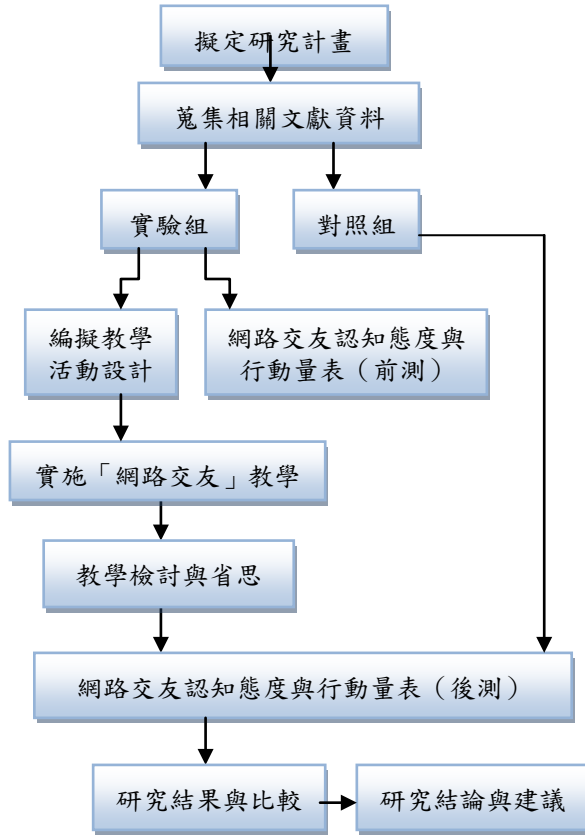 擬定研究計畫
蒐集相關文獻資料
實驗組
對照組
編擬教學
活動設計
網路交友認知態度與
行動量表（前測）
實施「網路交友」教學
教學檢討與省思
網路交友認知態度與行動量表（後測）
研究結果與比較
研究結論與建議